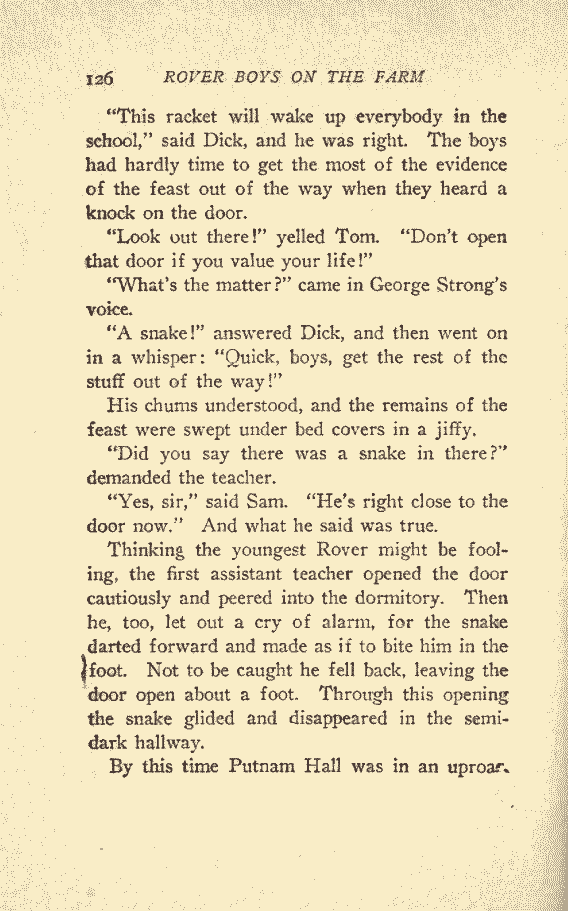 126 ROVER BOYS ON THE FARM
"This racket will wake up everybody in the
school," said Dick, and he was right. The boys
had hardly time to get the most of the evidence
of the feast out of the way when they heard a
knock on the door.
"Look out there!" yelled Tom. "Don't open
that door if you value your life!"
"What's the matter?" came in George Strong's
voice.
"A snake!" answered Dick, and then went on
in a whisper: "Quick, boys, get the rest of the
stuff out of the way!"
His chums understood, and the remains of the
feast were swept under bed covers in a jiffy.
"Did you say there was a snake in there?"
demanded the teacher.
"Yes, sir," said Sam. "He's right close to the
door now." And what he said was true.
Thinking the youngest Rover might be fool-
ing, the first assistant teacher opened the door
cautiously and peered into the dormitory. Then
he, too, let out a cry of alarm, for the snake
darted forward and made as if to bite him in the
foot. Not to be caught he fell back, leaving the
door open about a foot. Through this opening
the snake glided and disappeared in the semi-
dark hallway.
By this time Putnam Hall was in an uproar.